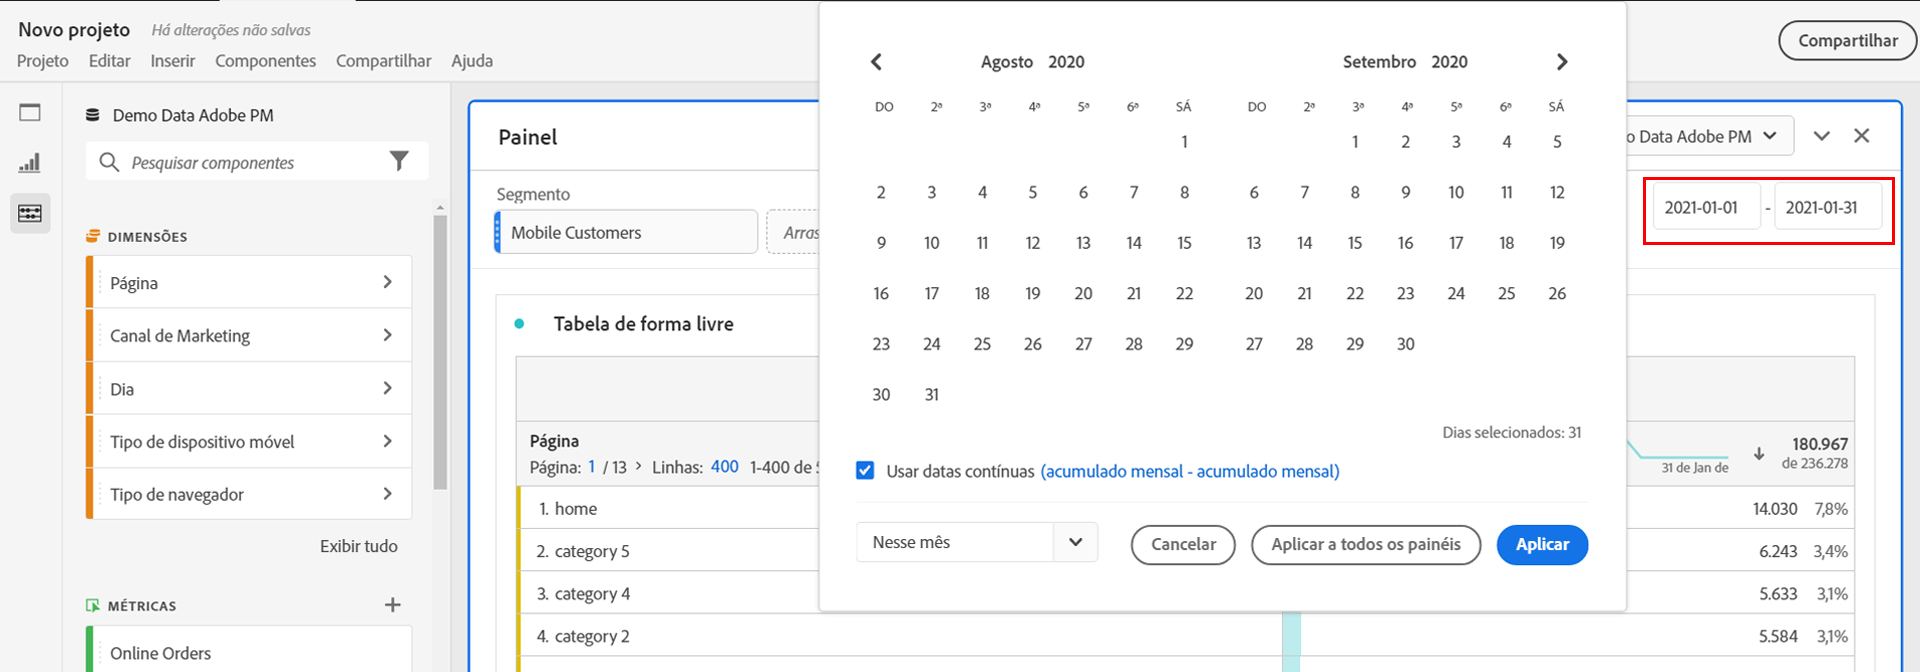 Novo projeto Há alterações não salvas
Projeto Editar Inserir Componentes Compartilhar Ajuda
Compartilhar
Demo Data Adobe PM
Pesquisar componentes
DIMENSÕES
Página
Canal de Marketing
Dia
Tipo de dispositivo móvel
Tipo de navegador
Exibir tudo
MÉTRICAS
Online Orders
Painel
o Data Adobe PM
Segmento
Mobile Customers
Arras
2021-01-01 - 2021-01-31
Tabela de forma livre
Página
Página: 1 / 13 > Linhas: 400 1-400 de
31 de Jan de
180.967
de 236.278
1. home 14.030 7,8%
2. category 5 6.243 3,4%
3. category 4 5.633 3,1%
4. category 2 5.584 3,1%
Agosto 2020
DO 2ª 3ª 4ª 5ª 6ª SÁ
1
2 3 4 5 6 7 8
9 10 11 12 13 14 15
16 17 18 19 20 21 22
23 24 25 26 27 28 29
30 31
Setembro 2020
DO 2ª 3ª 4ª 5ª 6ª SÁ
1 2 3 4 5
6 7 8 9 10 11 12
13 14 15 16 17 18 19
20 21 22 23 24 25 26
27 28 29 30
Dias selecionados: 31
Usar datas contínuas (acumulado mensal - acumulado mensal)
Nesse mês
Cancelar
Aplicar a todos os painéis
Aplicar